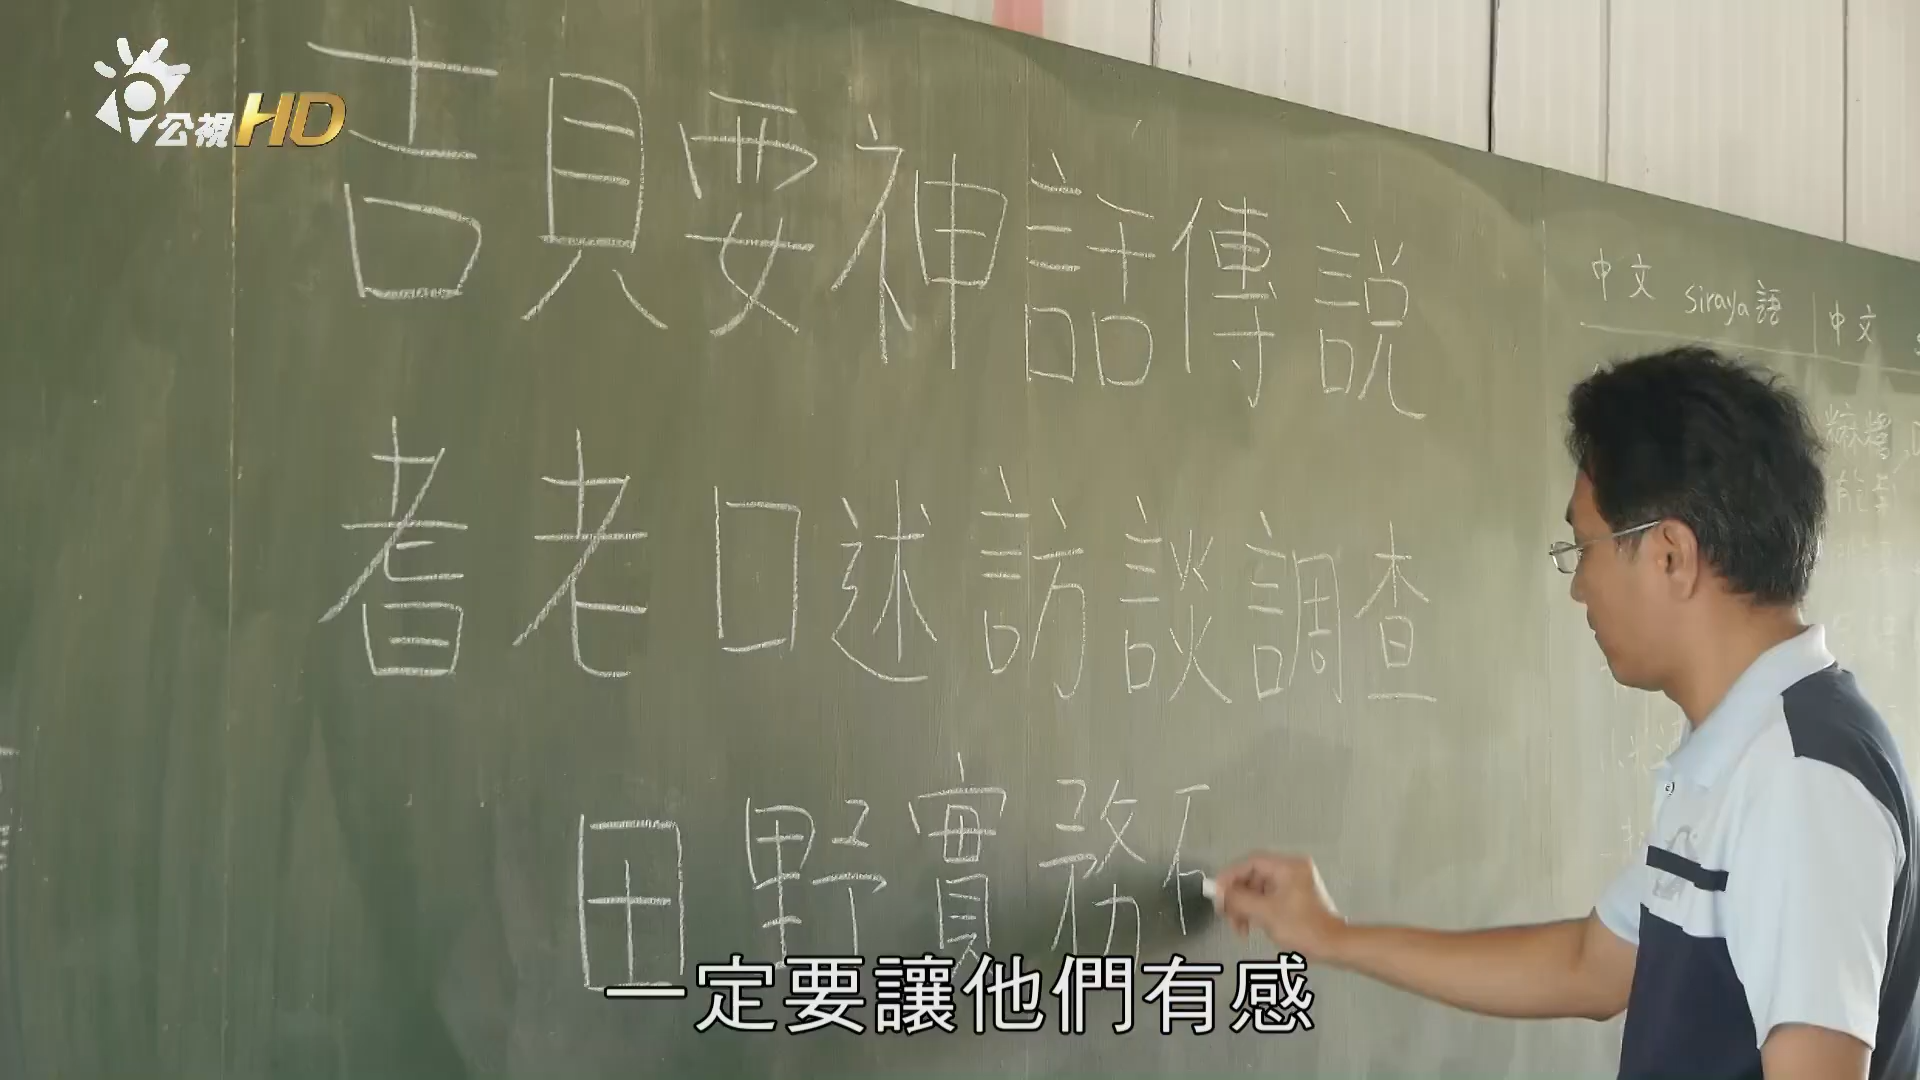 公視HD
吉貝耍神話傳說
中文 Siraya語 中文
耆老口述訪談調查
田野實務
一定要讓他們有感